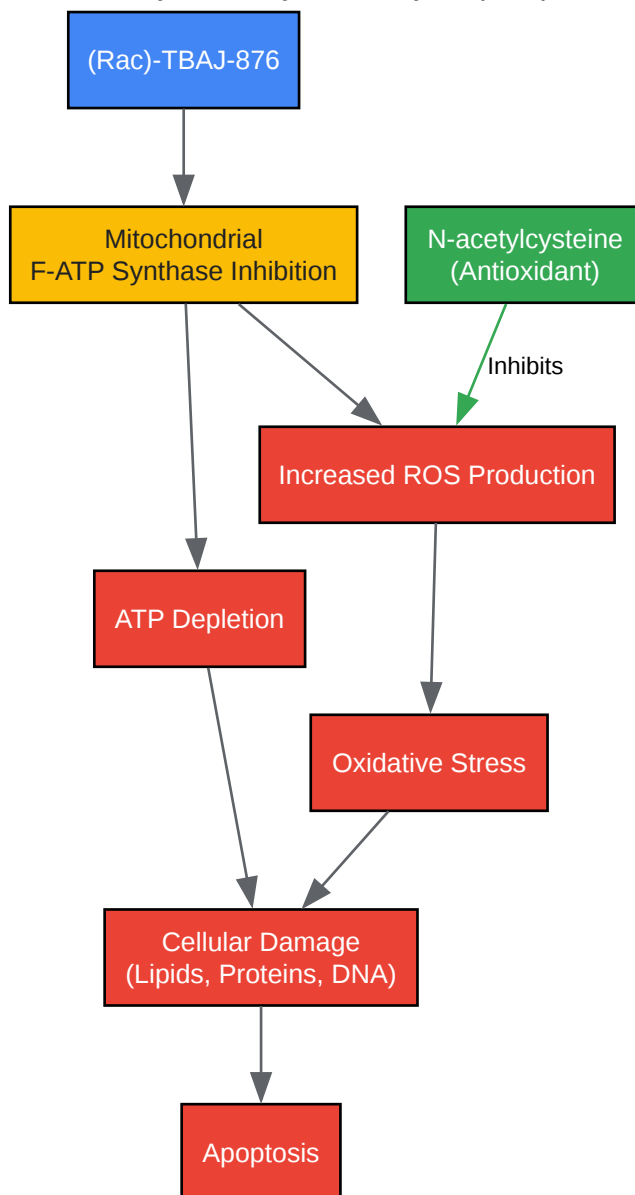 (Rac)-TBAJ-876
Mitochondrial
F-ATP Synthase Inhibition
N-acetylcysteine
(Antioxidant)
Inhibits
Increased ROS Production
ATP Depletion
Oxidative Stress
Cellular Damage
(Lipids, Proteins, DNA)
Apoptosis